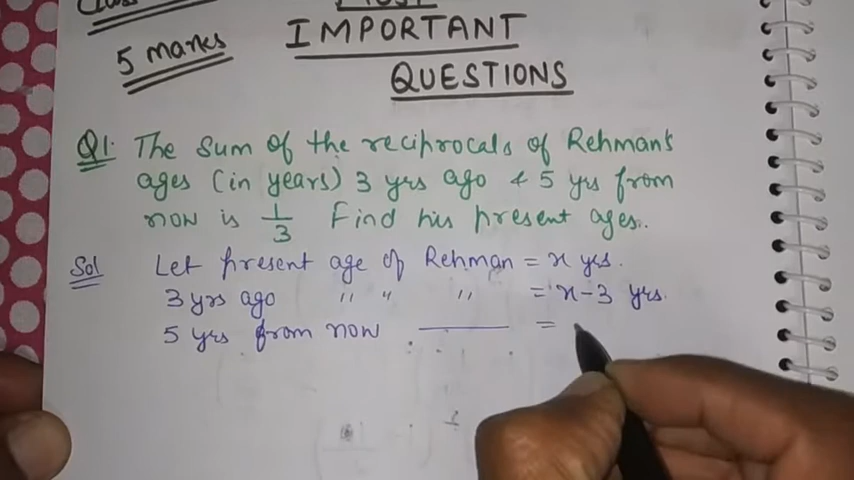 Class
MOST
IMPORTANT
5 marks
QUESTIONS
Q1. The sum of the reciprocals of Rehman's
ages (in years) 3 yrs ago & 5 yrs from
now is 1/3 Find his present ages.
Sol Let present age of Rehman = x yrs.
3 yrs ago " " " = x-3 yrs.
5 yrs from now ——— =